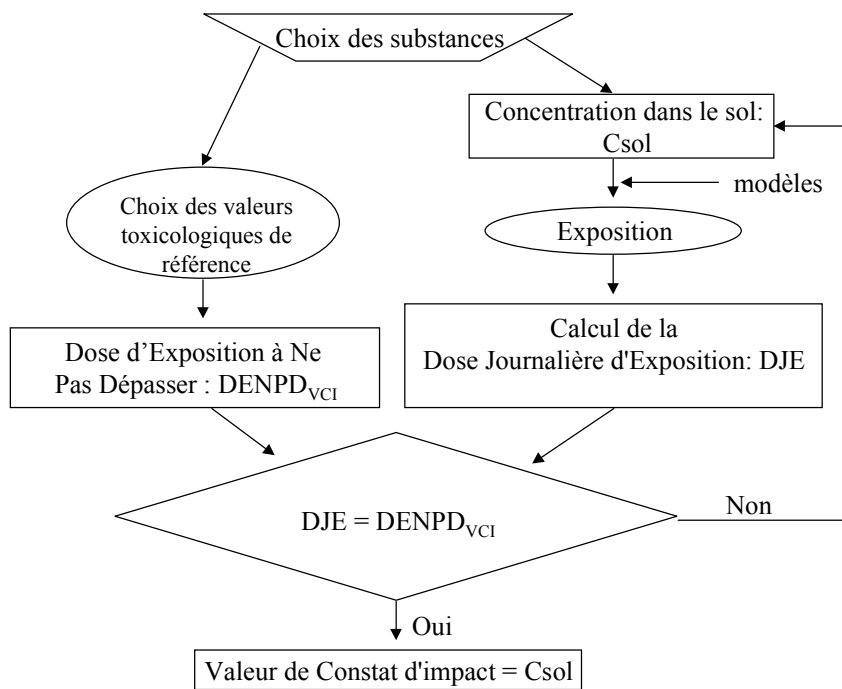 Choix des substances
Concentration dans le sol:
Csol
modèles
Choix des valeurs
toxicologiques de
référence
Exposition
Dose d’Exposition à Ne
Pas Dépasser : DENPD_VCI
Calcul de la
Dose Journalière d'Exposition: DJE
DJE = DENPD_VCI
Non
Oui
Valeur de Constat d'impact = Csol